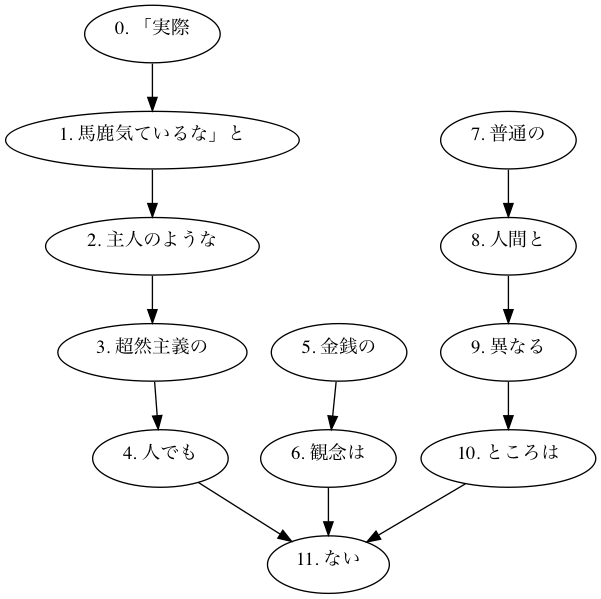 0. 「実際
1. 馬鹿気ているな」と
7. 普通の
2. 主人のような
8. 人間と
3. 超然主義の
5. 金銭の
9. 異なる
4. 人でも
6. 観念は
10. ところは
11. ない